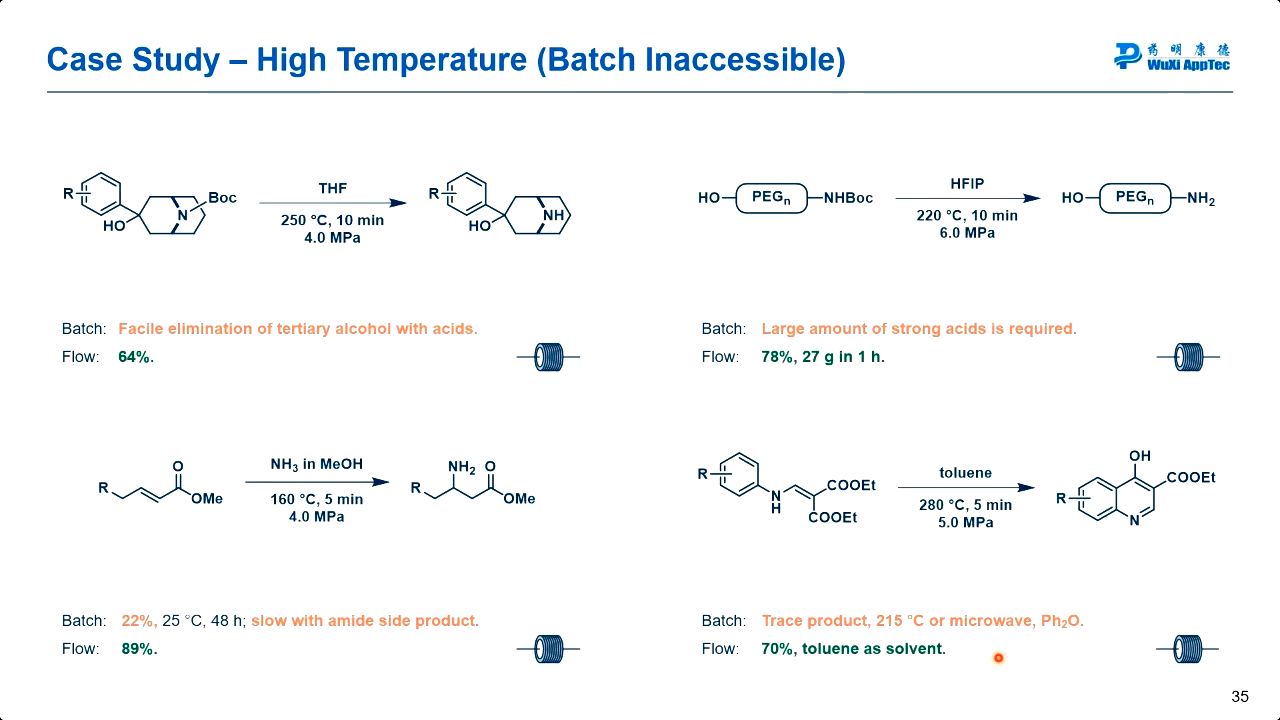 Case Study – High Temperature (Batch Inaccessible)
药 明 康 德
WuXi AppTec
R
HO
N
Boc
THF
250 °C, 10 min
4.0 MPa
R
HO
NH
Batch: Facile elimination of tertiary alcohol with acids.
Flow: 64%.
HO
PEGn
NHBoc
HFIP
220 °C, 10 min
6.0 MPa
HO
PEGn
NH2
Batch: Large amount of strong acids is required.
Flow: 78%, 27 g in 1 h.
R
O
OMe
NH3 in MeOH
160 °C, 5 min
4.0 MPa
R
NH2 O
OMe
Batch: 22%, 25 °C, 48 h; slow with amide side product.
Flow: 89%.
R
N
H
COOEt
COOEt
toluene
280 °C, 5 min
5.0 MPa
OH
COOEt
R
N
Batch: Trace product, 215 °C or microwave, Ph2O.
Flow: 70%, toluene as solvent.
35